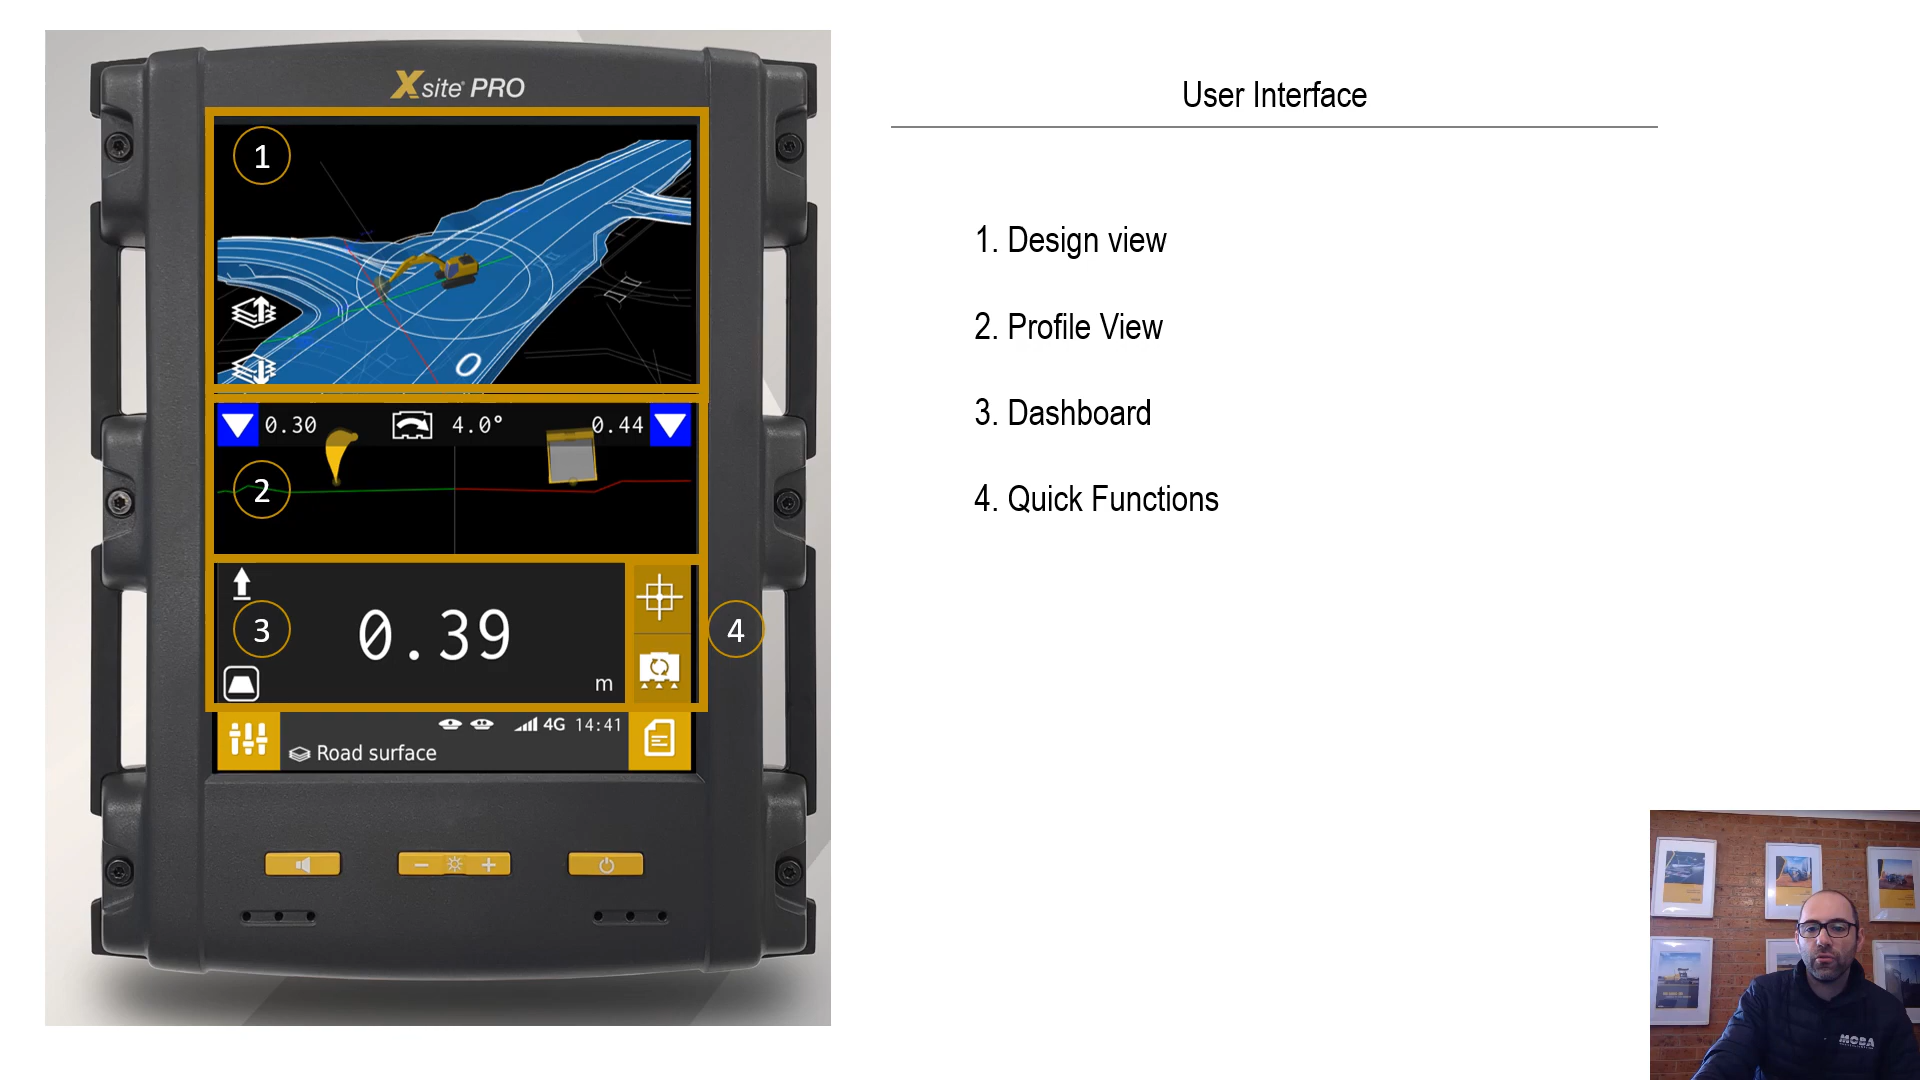 Xsite PRO
1
0.30
4.0°
0.44
2
3
0.39
m
4
4G 14:41
Road surface
User Interface
1. Design view
2. Profile View
3. Dashboard
4. Quick Functions
MOBA